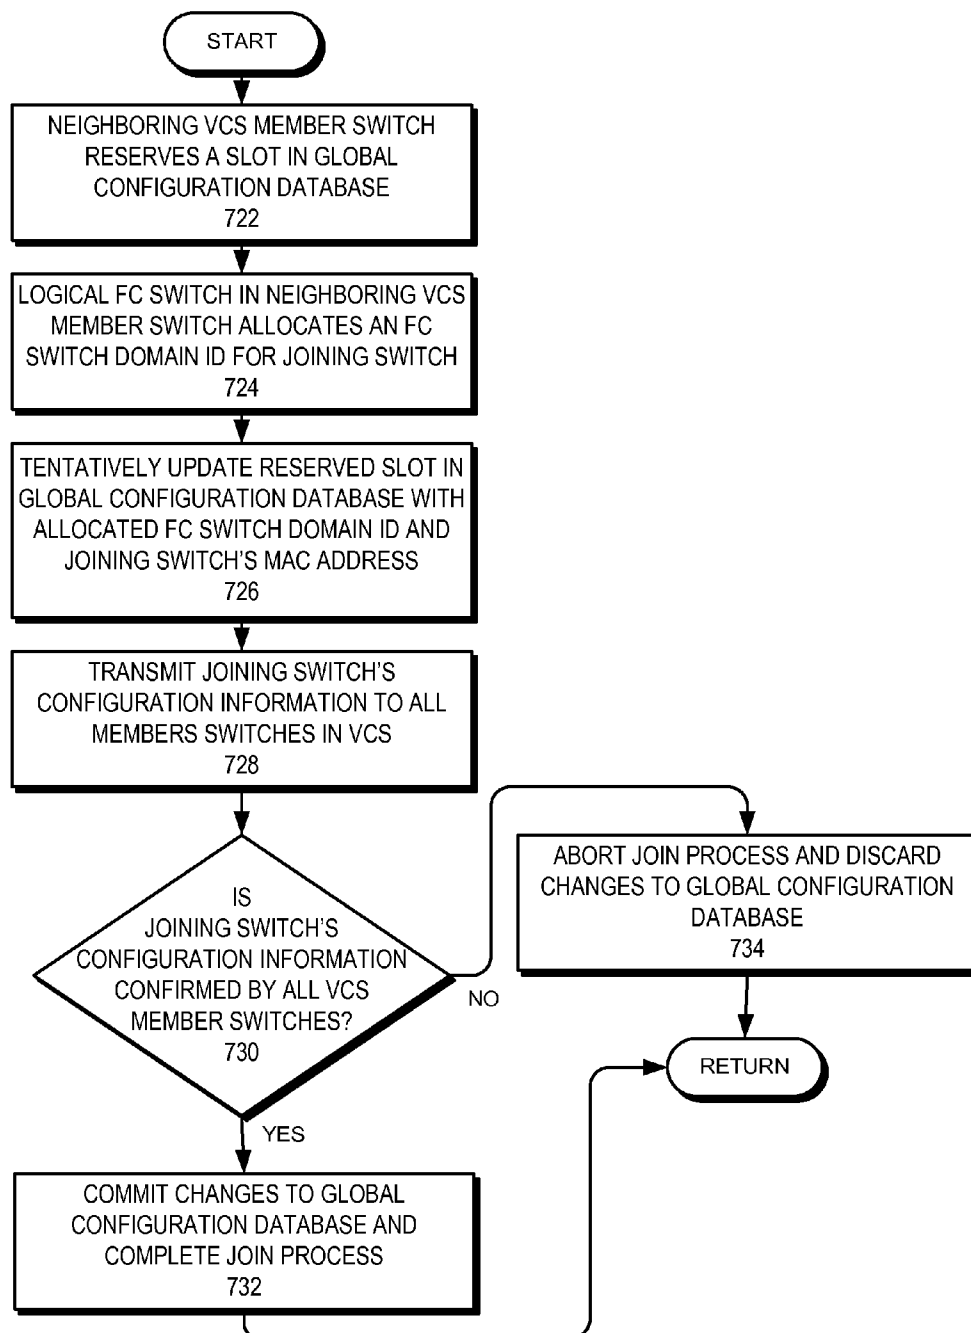 START
NEIGHBORING VCS MEMBER SWITCH
RESERVES A SLOT IN GLOBAL
CONFIGURATION DATABASE
722
LOGICAL FC SWITCH IN NEIGHBORING VCS
MEMBER SWITCH ALLOCATES AN FC
SWITCH DOMAIN ID FOR JOINING SWITCH
724
TENTATIVELY UPDATE RESERVED SLOT IN
GLOBAL CONFIGURATION DATABASE WITH
ALLOCATED FC SWITCH DOMAIN ID AND
JOINING SWITCH'S MAC ADDRESS
726
TRANSMIT JOINING SWITCH'S
CONFIGURATION INFORMATION TO ALL
MEMBERS SWITCHES IN VCS
728
IS
JOINING SWITCH'S
CONFIGURATION INFORMATION
CONFIRMED BY ALL VCS
MEMBER SWITCHES?
730
NO
ABORT JOIN PROCESS AND DISCARD
CHANGES TO GLOBAL CONFIGURATION
DATABASE
734
RETURN
YES
COMMIT CHANGES TO GLOBAL
CONFIGURATION DATABASE AND
COMPLETE JOIN PROCESS
732